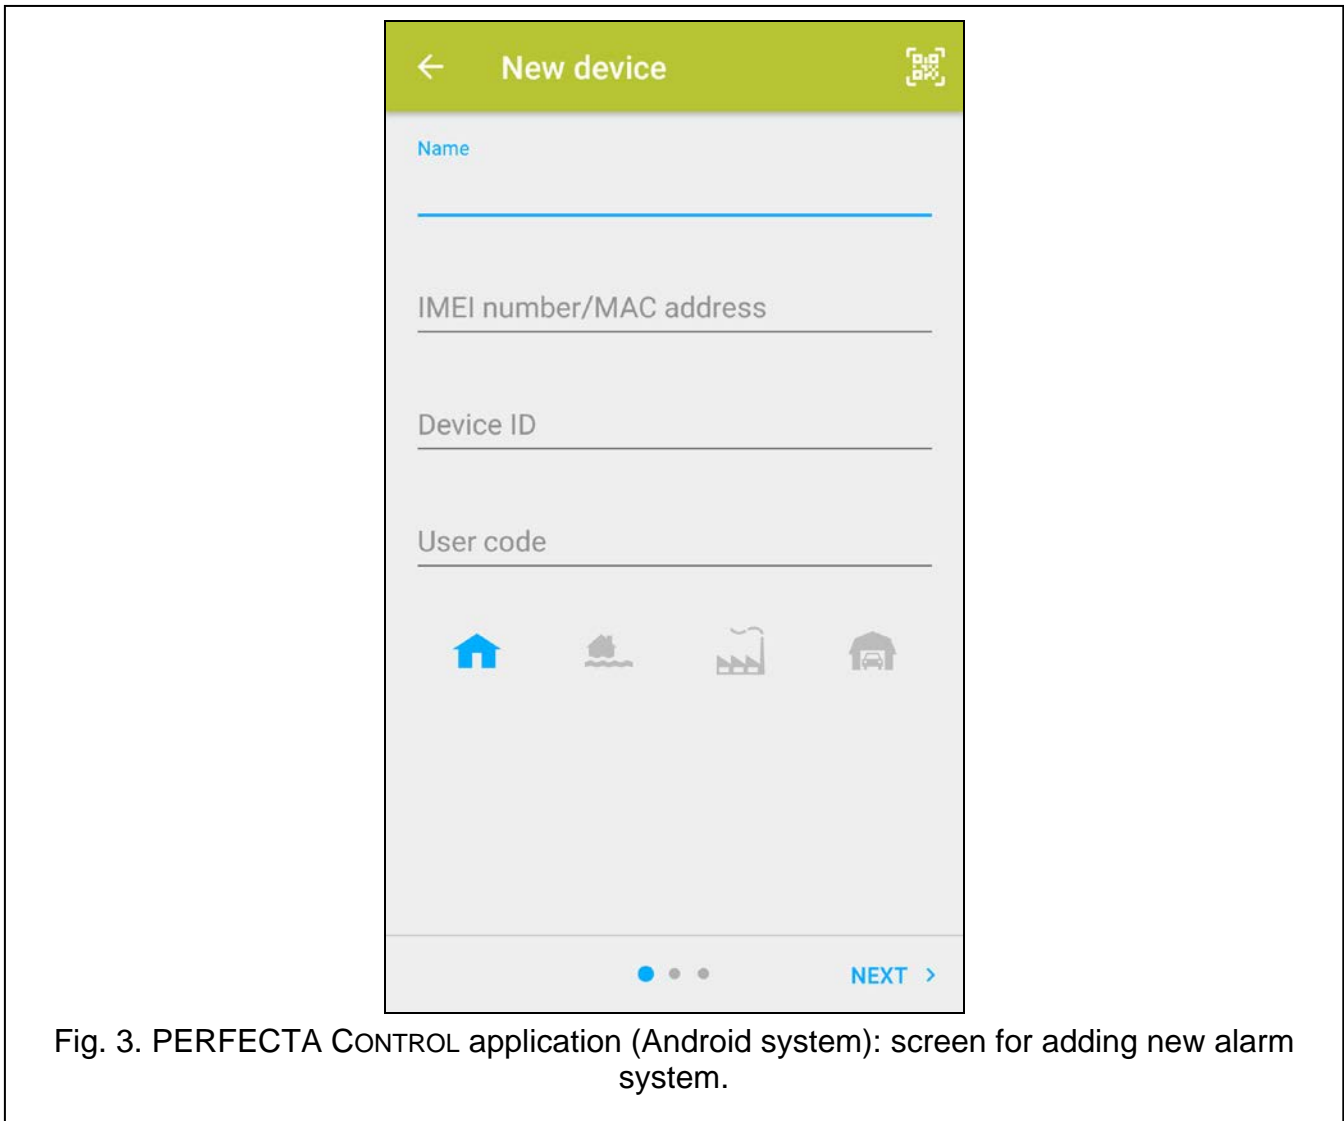 New device
Name
IMEI number/MAC address
Device ID
User code
NEXT >
Fig. 3. PERFECTA CONTROL application (Android system): screen for adding new alarm
system.